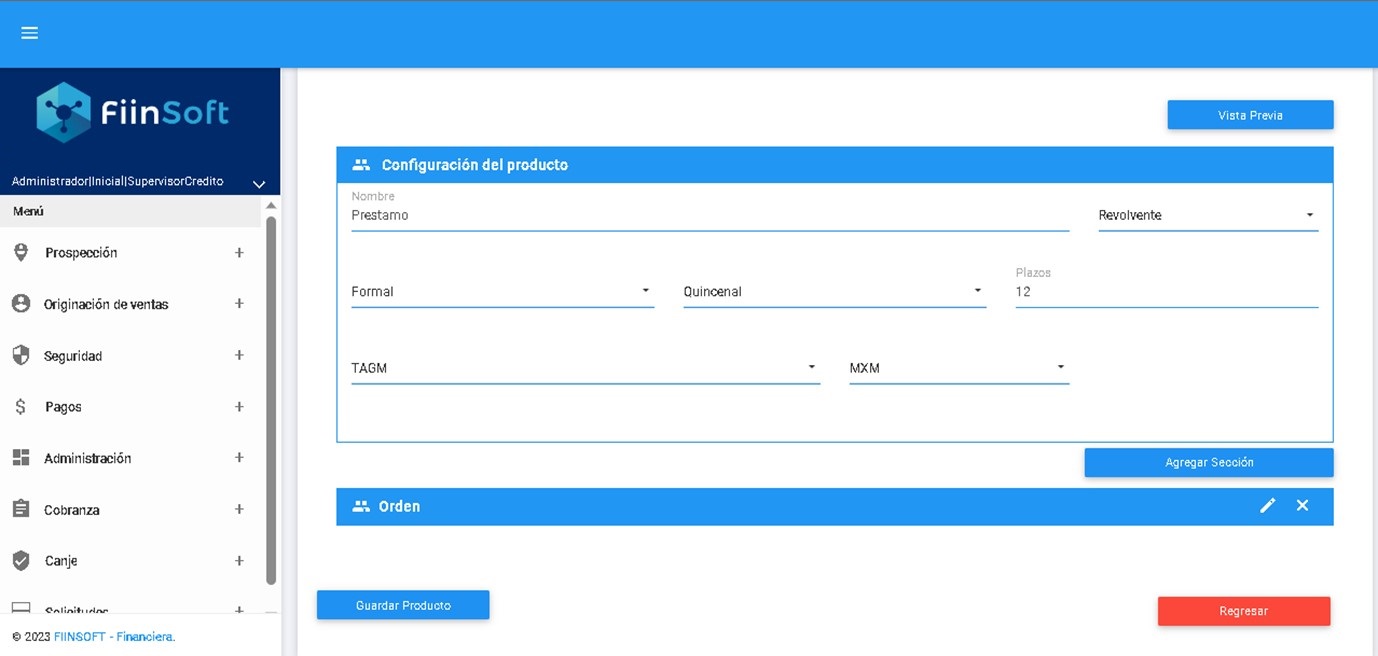 FiinSoft
Administrador|Inicial|SupervisorCredito
Menú
Prospección
Originación de ventas
Seguridad
Pagos
Administración
Cobranza
Canje
Solicitudes
© 2023 FIINSOFT - Financiera.
Vista Previa
Configuración del producto
Nombre
Prestamo
Revolvente
Formal
Quincenal
Plazos
12
TAGM
MXM
Agregar Sección
Orden
Guardar Producto
Regresar